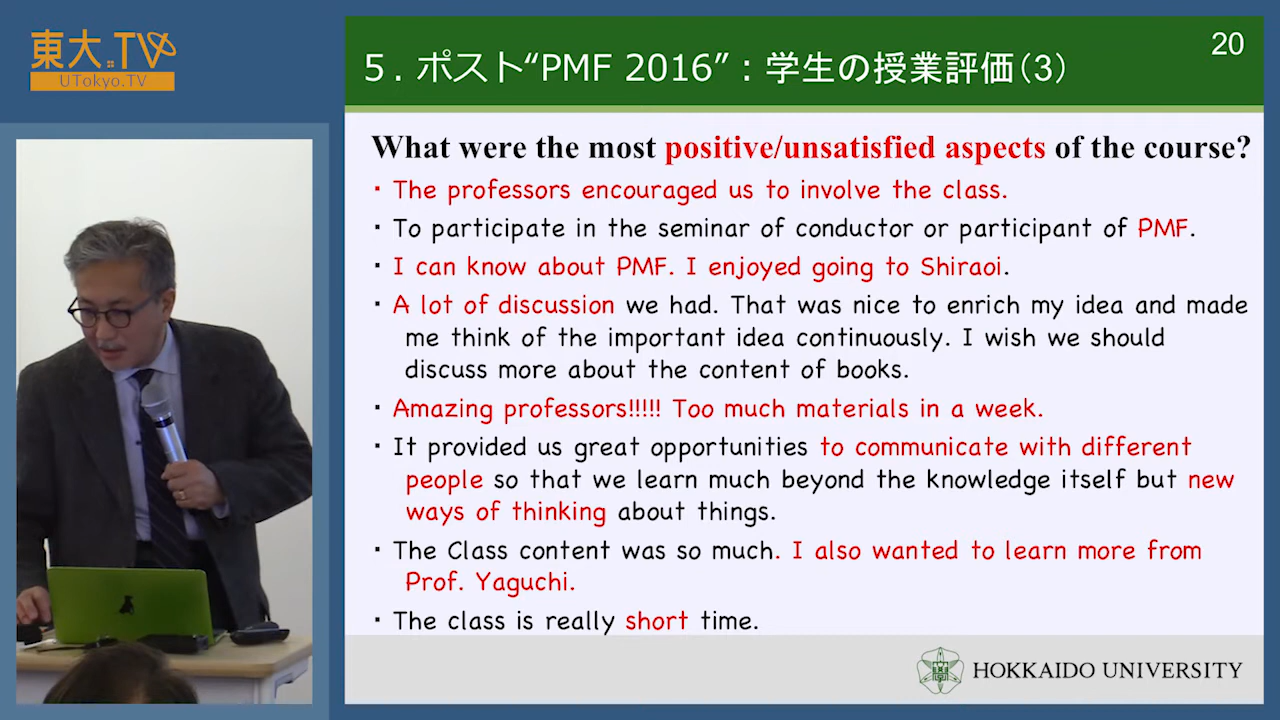 東大.TV
UTokyo.TV
20
5．ポスト“PMF 2016”：学生の授業評価（3）
What were the most positive/unsatisfied aspects of the course?
・The professors encouraged us to involve the class.
・To participate in the seminar of conductor or participant of PMF.
・I can know about PMF. I enjoyed going to Shiraoi.
・A lot of discussion we had. That was nice to enrich my idea and made
me think of the important idea continuously. I wish we should
discuss more about the content of books.
・Amazing professors!!!!! Too much materials in a week.
・It provided us great opportunities to communicate with different
people so that we learn much beyond the knowledge itself but new
ways of thinking about things.
・The Class content was so much. I also wanted to learn more from
Prof. Yaguchi.
・The class is really short time.
HOKKAIDO UNIVERSITY